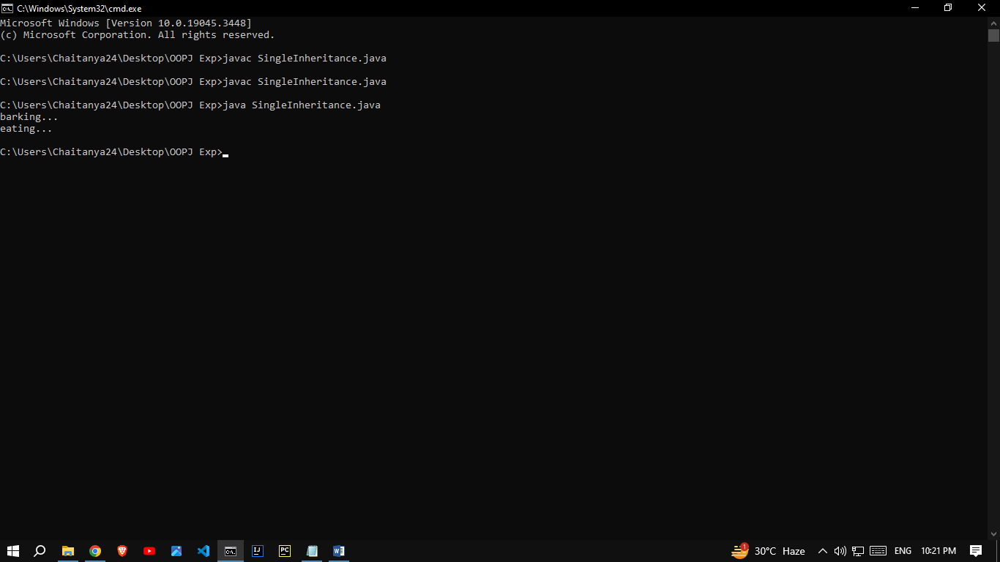 C:\Windows\System32\cmd.exe
Microsoft Windows [Version 10.0.19045.3448]
(c) Microsoft Corporation. All rights reserved.
C:\Users\Chaitanya24\Desktop\OOPJ Exp>javac SingleInheritance.java
C:\Users\Chaitanya24\Desktop\OOPJ Exp>javac SingleInheritance.java
C:\Users\Chaitanya24\Desktop\OOPJ Exp>java SingleInheritance.java
barking...
eating...
C:\Users\Chaitanya24\Desktop\OOPJ Exp>
1 30°C Haze ENG 10:21 PM